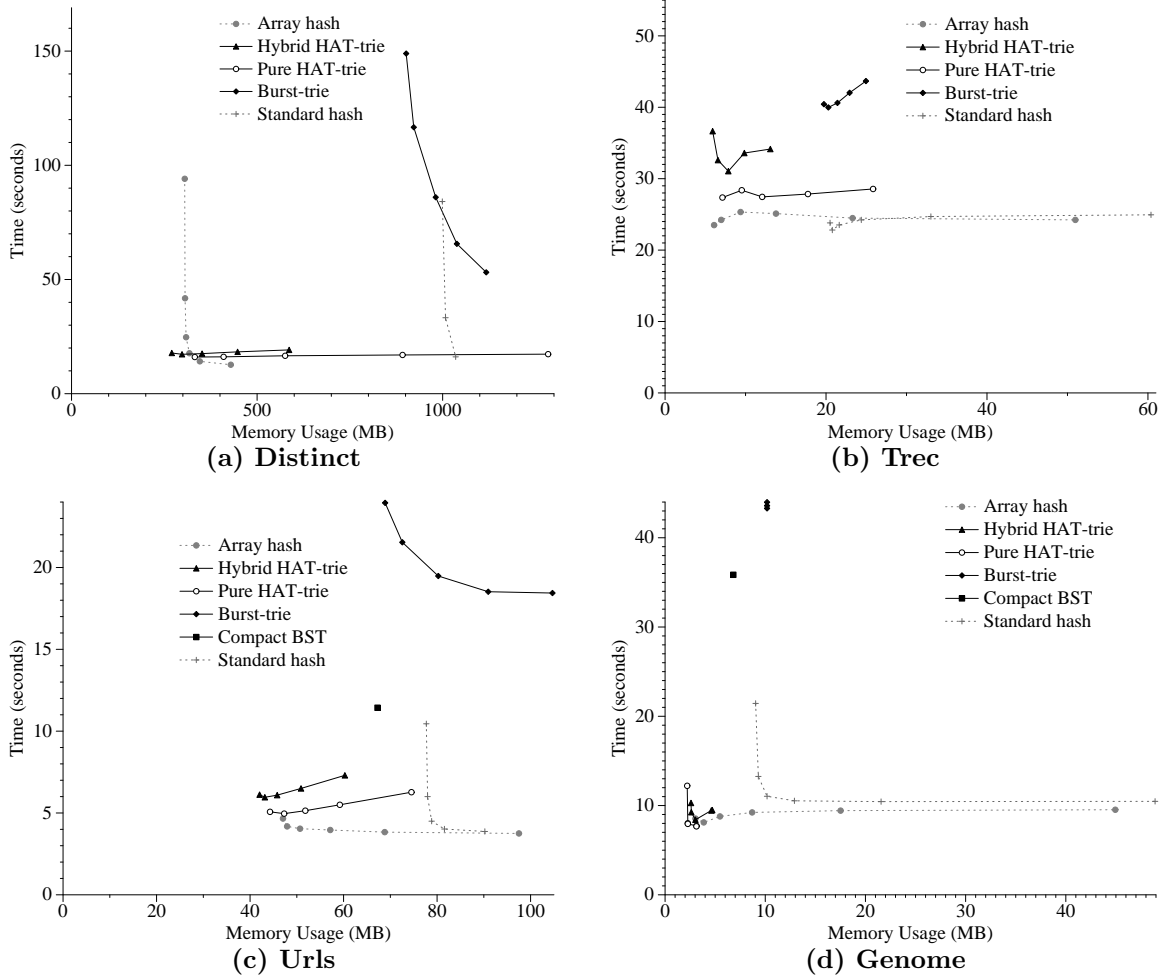 Array hash
Hybrid HAT-trie
Pure HAT-trie
Burst-trie
Standard hash
150
100
50
0
Time (seconds)
0
500
1000
Memory Usage (MB)
(a) Distinct
Array hash
Hybrid HAT-trie
Pure HAT-trie
Burst-trie
Standard hash
50
40
30
20
10
0
Time (seconds)
0
20
40
60
Memory Usage (MB)
(b) Trec
Array hash
Hybrid HAT-trie
Pure HAT-trie
Burst-trie
Compact BST
Standard hash
20
15
10
5
0
Time (seconds)
0
20
40
60
80
100
Memory Usage (MB)
(c) Urls
Array hash
Hybrid HAT-trie
Pure HAT-trie
Burst-trie
Compact BST
Standard hash
40
30
20
10
0
Time (seconds)
0
10
20
30
40
Memory Usage (MB)
(d) Genome